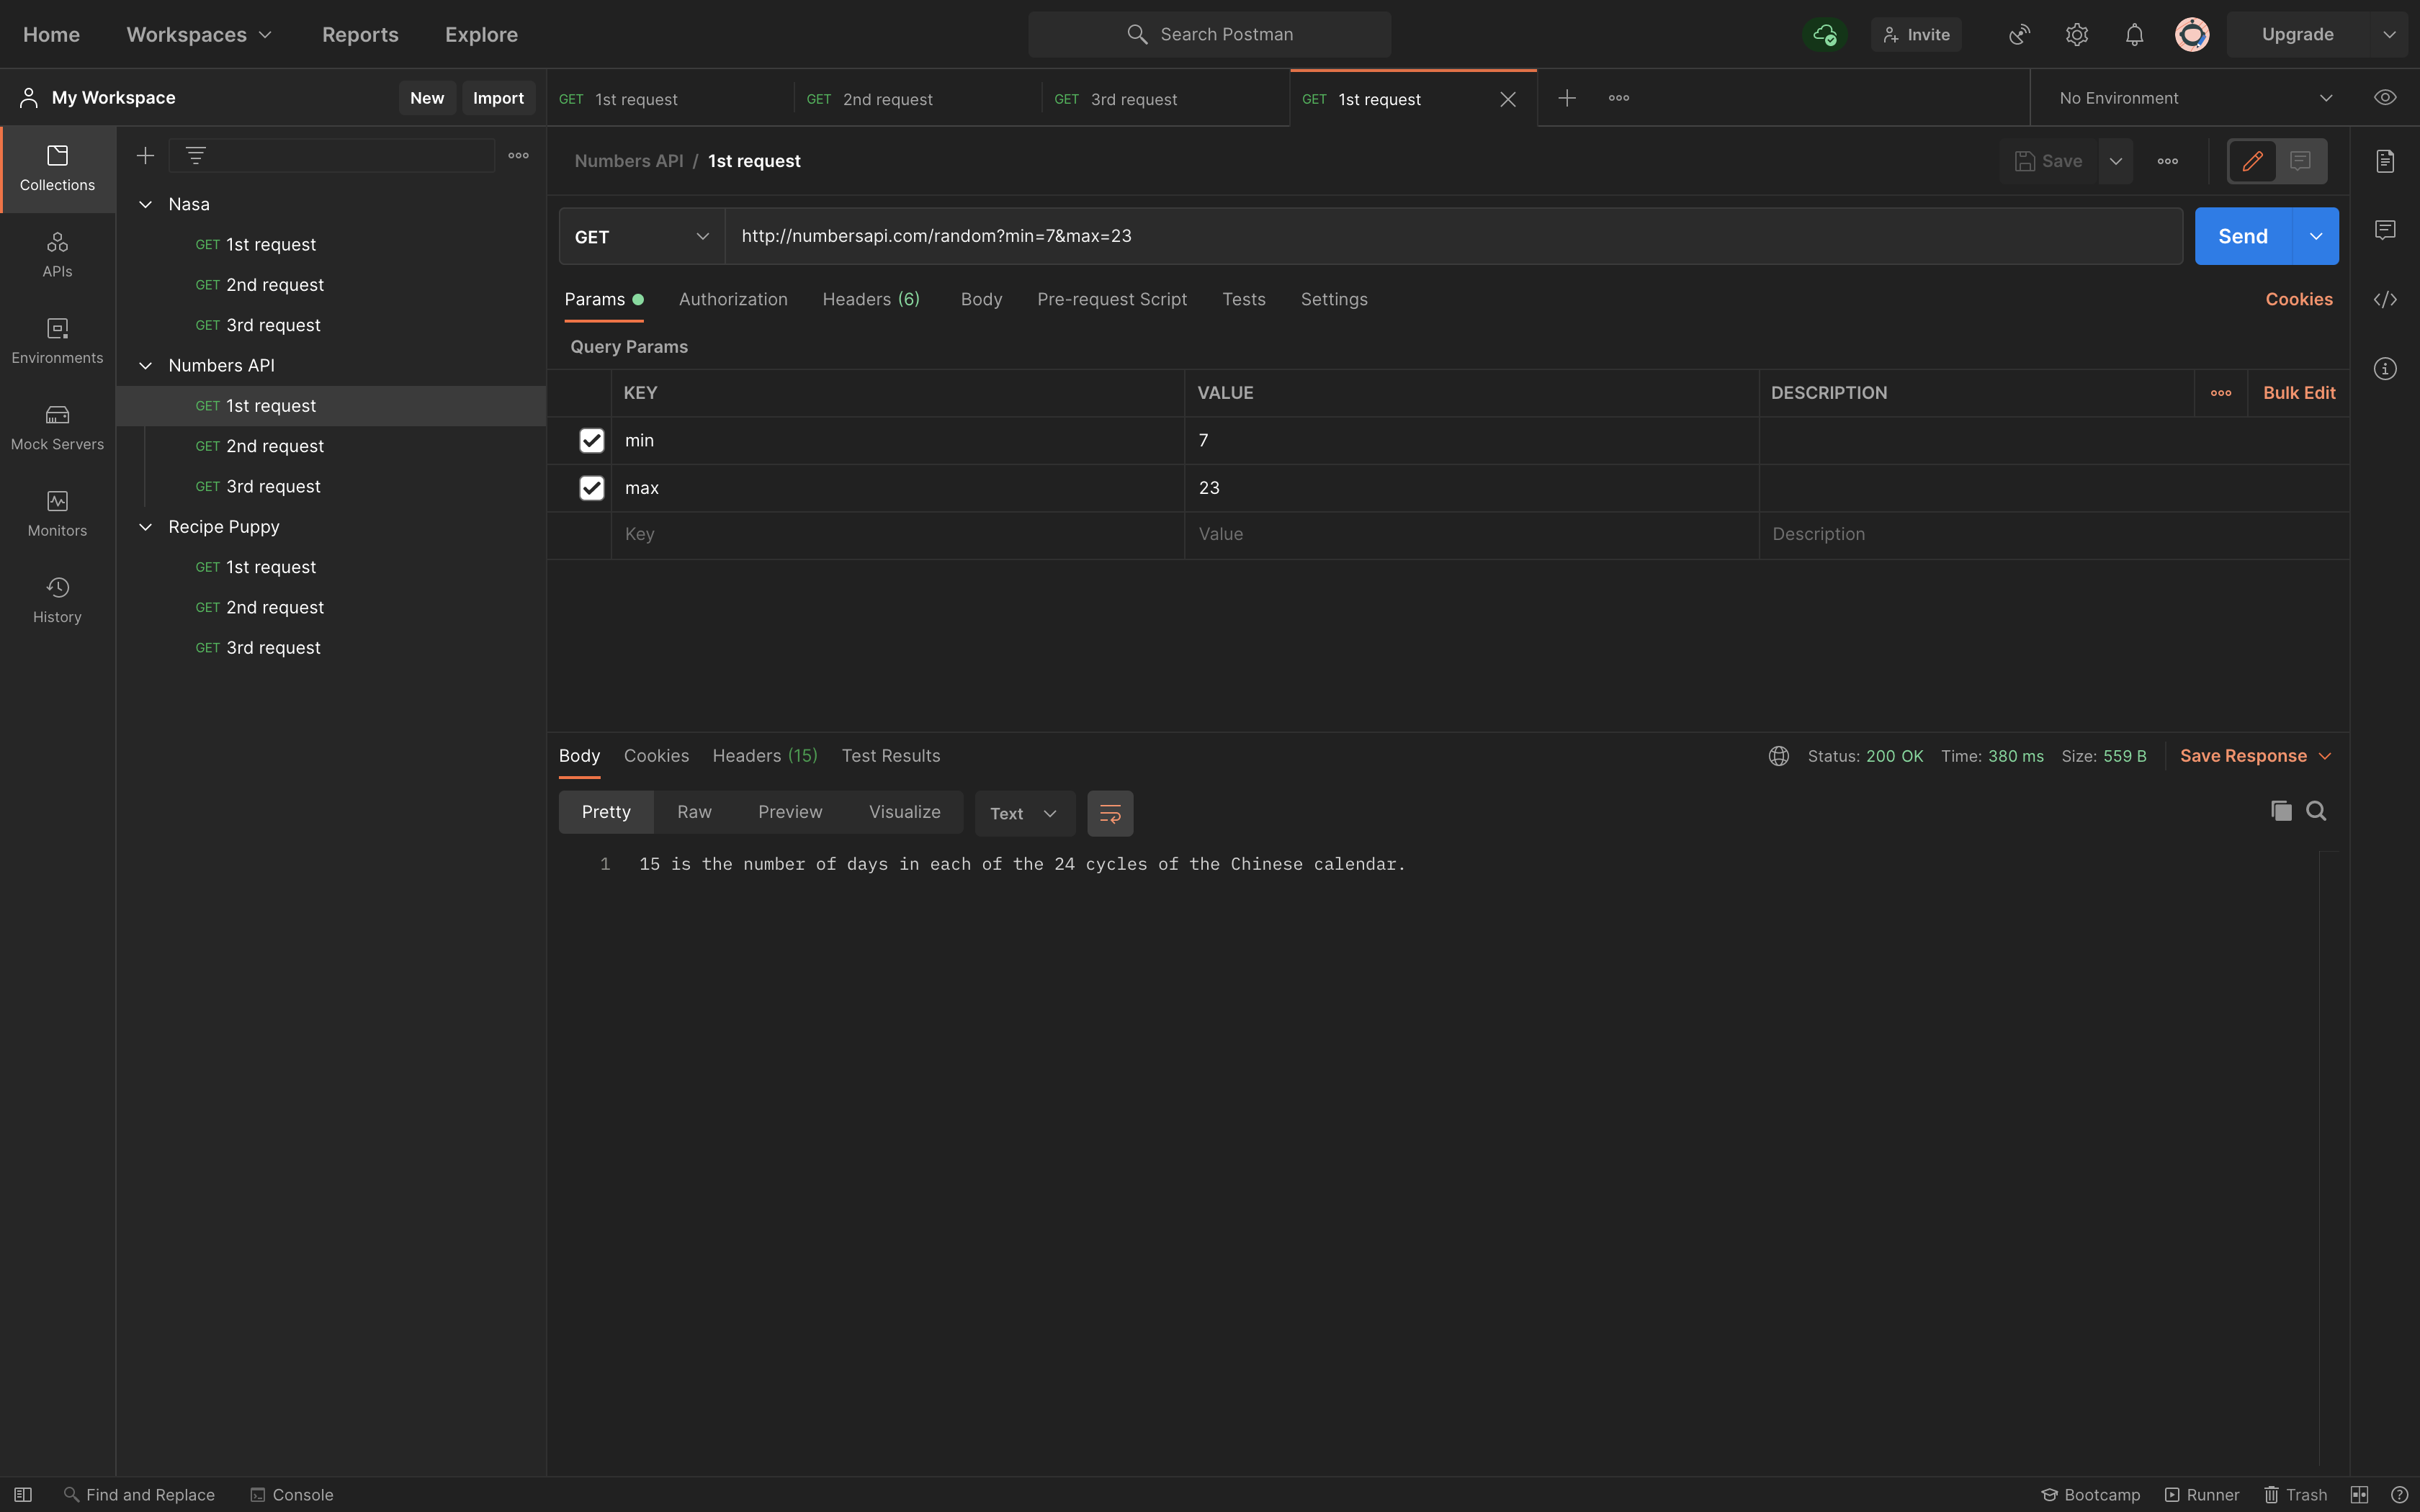 Home Workspaces Reports Explore Search Postman Invite Upgrade
My Workspace New Import GET 1st request GET 2nd request GET 3rd request GET 1st request No Environment
Collections
APIs
Environments
Mock Servers
Monitors
History
Nasa
GET 1st request
GET 2nd request
GET 3rd request
Numbers API
GET 1st request
GET 2nd request
GET 3rd request
Recipe Puppy
GET 1st request
GET 2nd request
GET 3rd request
Numbers API / 1st request Save
GET http://numbersapi.com/random?min=7&max=23 Send
Params Authorization Headers (6) Body Pre-request Script Tests Settings Cookies
Query Params
KEY VALUE DESCRIPTION Bulk Edit
min 7
max 23
Key Value Description
Body Cookies Headers (15) Test Results Status: 200 OK Time: 380 ms Size: 559 B Save Response
Pretty Raw Preview Visualize Text
1 15 is the number of days in each of the 24 cycles of the Chinese calendar.
Find and Replace Console Bootcamp Runner Trash